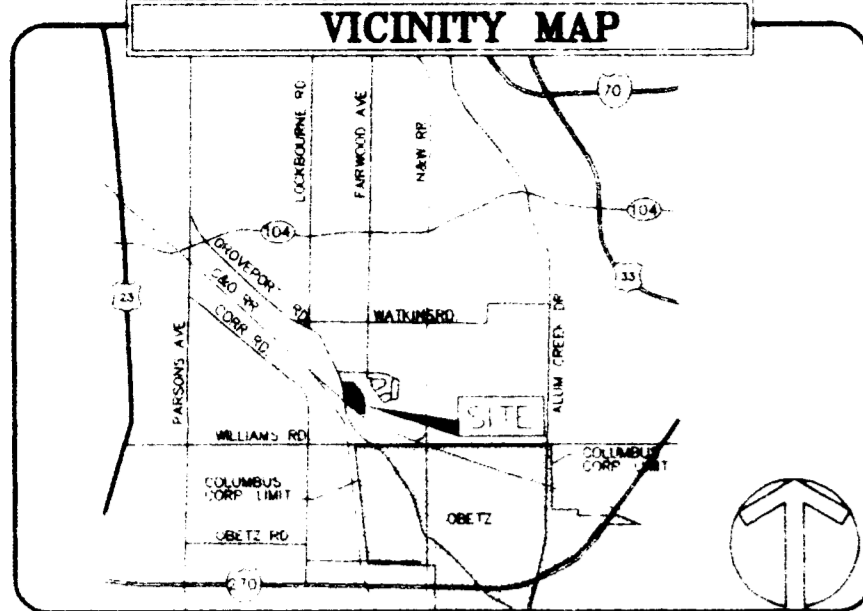 VICINITY MAP
70
LOCKBOURNE RD
FAIRWOOD AVE
N&W RR
104
104
GROVEPORT RD
C&O RR
CORR RD
23
33
WATKINS RD
PARSONS AVE
ALUM CREEK DR
SITE
WILLIAMS RD
COLUMBUS
CORP LIMIT
COLUMBUS
CORP LIMIT
OBETZ
OBETZ RD
270